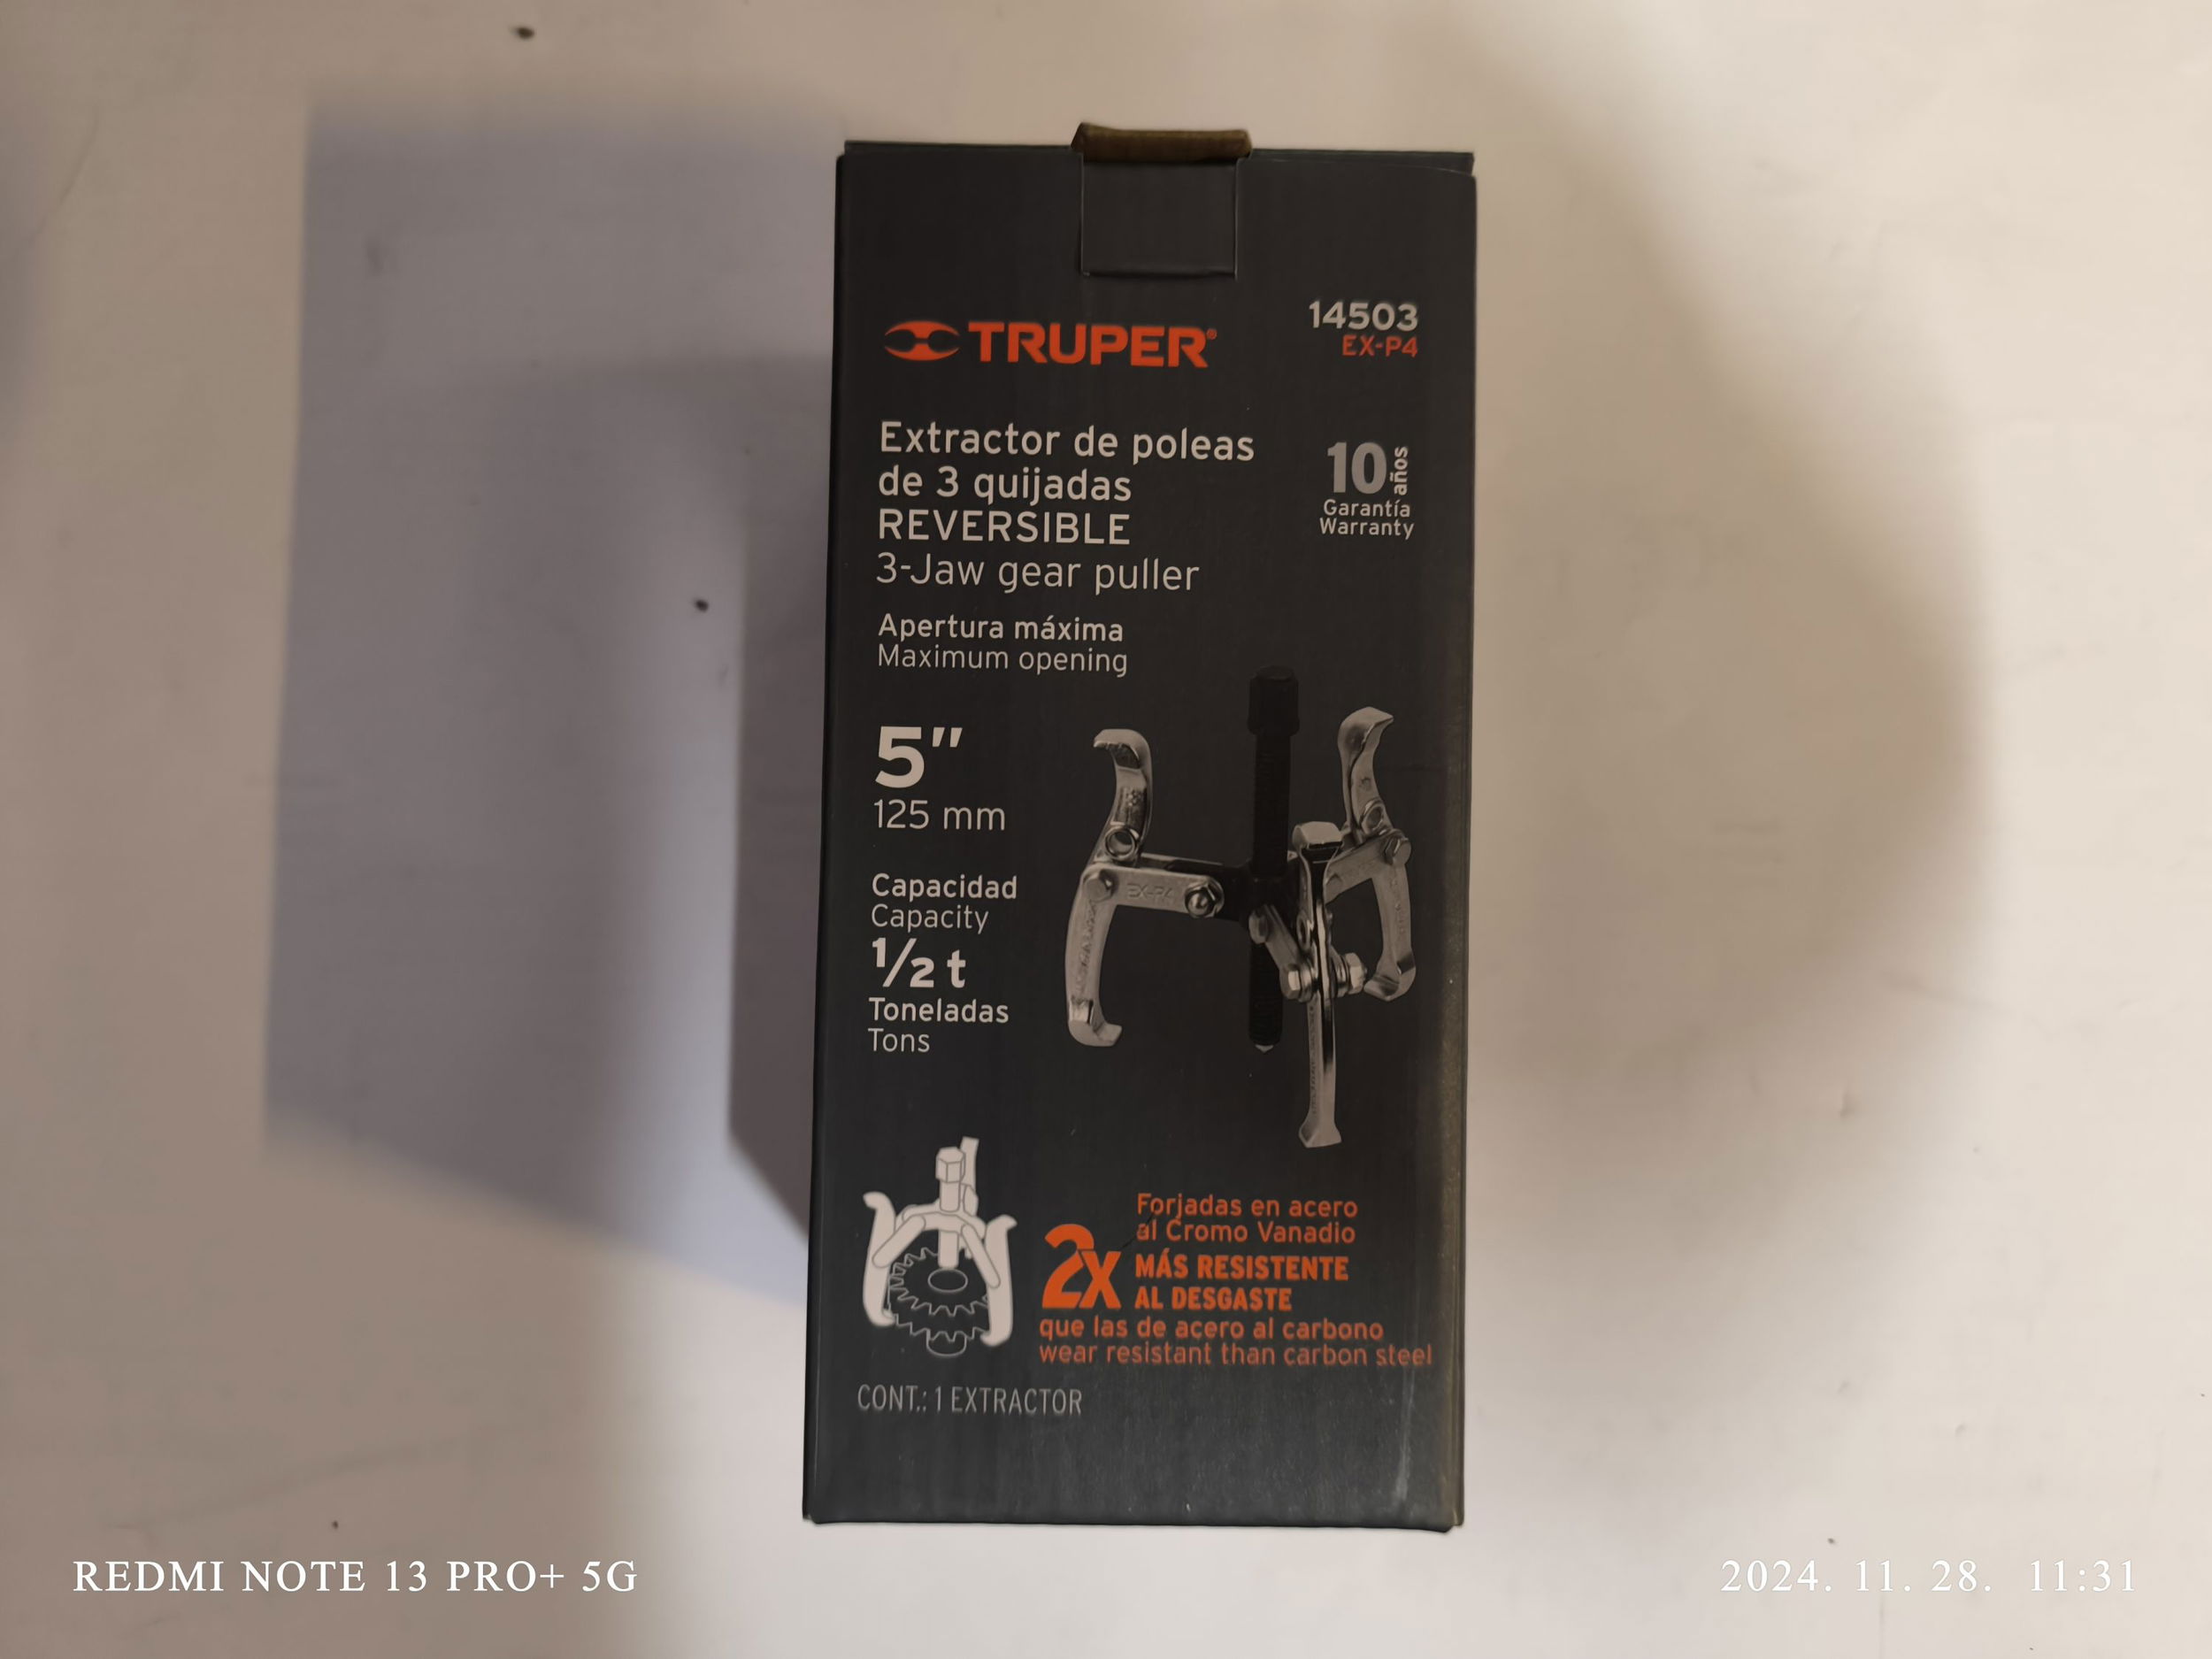 TRUPER®
14503
EX-P4
Extractor de poleas
de 3 quijadas
REVERSIBLE
3-Jaw gear puller
10 años
Garantía
Warranty
Apertura máxima
Maximum opening
5"
125 mm
Capacidad
Capacity
1/2 t
Toneladas
Tons
EX-P4
Forjadas en acero
al Cromo Vanadio
2X MÁS RESISTENTE
AL DESGASTE
que las de acero al carbono
wear resistant than carbon steel
CONT.: 1 EXTRACTOR
REDMI NOTE 13 PRO+ 5G
2024. 11. 28. 11:31